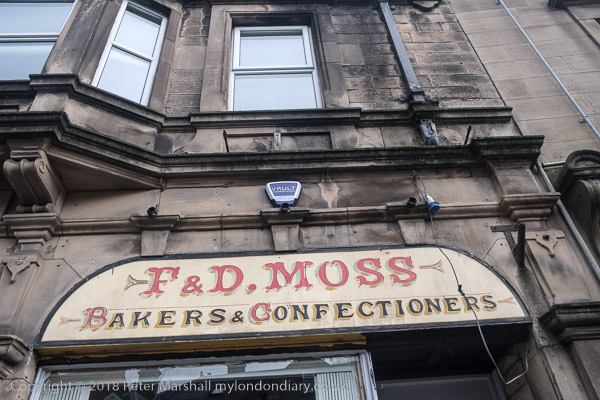 VAULT
F & D. MOSS
BAKERS & CONFECTIONERS
Copyright © 2018 Peter Marshall mylondondiary.co.uk